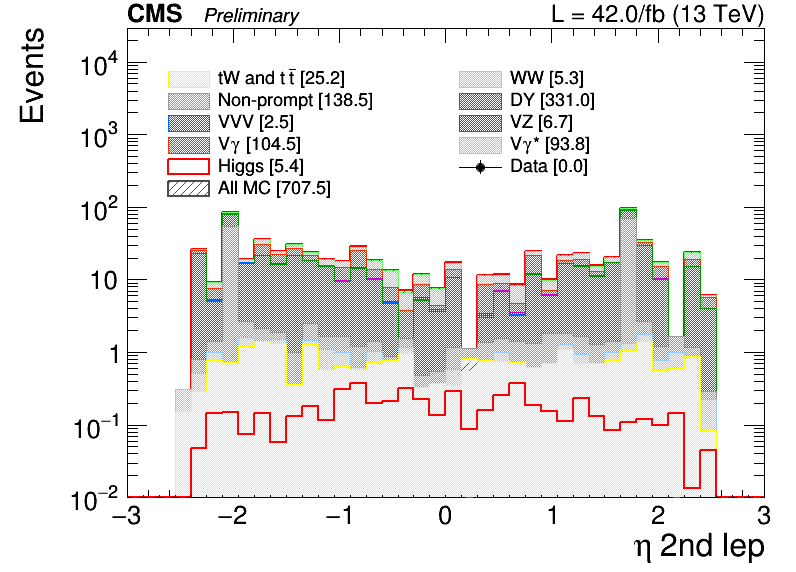 CMS Preliminary L = 42.0/fb (13 TeV)
Events
10⁴
10³
10²
10
1
10⁻¹
10⁻²
tW and t t̄ [25.2]
Non-prompt [138.5]
VVV [2.5]
Vγ [104.5]
Higgs [5.4]
All MC [707.5]
WW [5.3]
DY [331.0]
VZ [6.7]
Vγ* [93.8]
Data [0.0]
−3 −2 −1 0 1 2 3
η 2nd lep